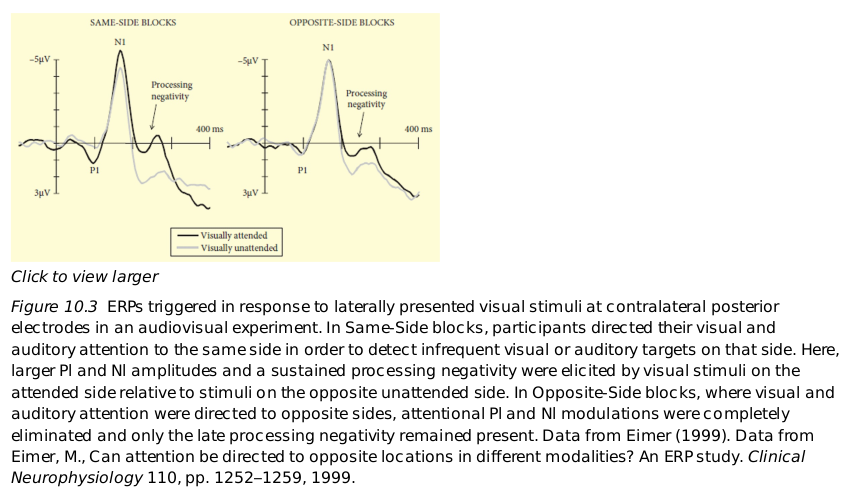 SAME-SIDE BLOCKS
OPPOSITE-SIDE BLOCKS
N1
N1
–5µV
–5µV
Processing
negativity
Processing
negativity
400 ms
400 ms
P1
P1
3µV
3µV
Visually attended
Visually unattended
Click to view larger
Figure 10.3 ERPs triggered in response to laterally presented visual stimuli at contralateral posterior
electrodes in an audiovisual experiment. In Same-Side blocks, participants directed their visual and
auditory attention to the same side in order to detect infrequent visual or auditory targets on that side. Here,
larger Pl and Nl amplitudes and a sustained processing negativity were elicited by visual stimuli on the
attended side relative to stimuli on the opposite unattended side. In Opposite-Side blocks, where visual and
auditory attention were directed to opposite sides, attentional Pl and Nl modulations were completely
eliminated and only the late processing negativity remained present. Data from Eimer (1999). Data from
Eimer, M., Can attention be directed to opposite locations in different modalities? An ERP study. Clinical
Neurophysiology 110, pp. 1252–1259, 1999.